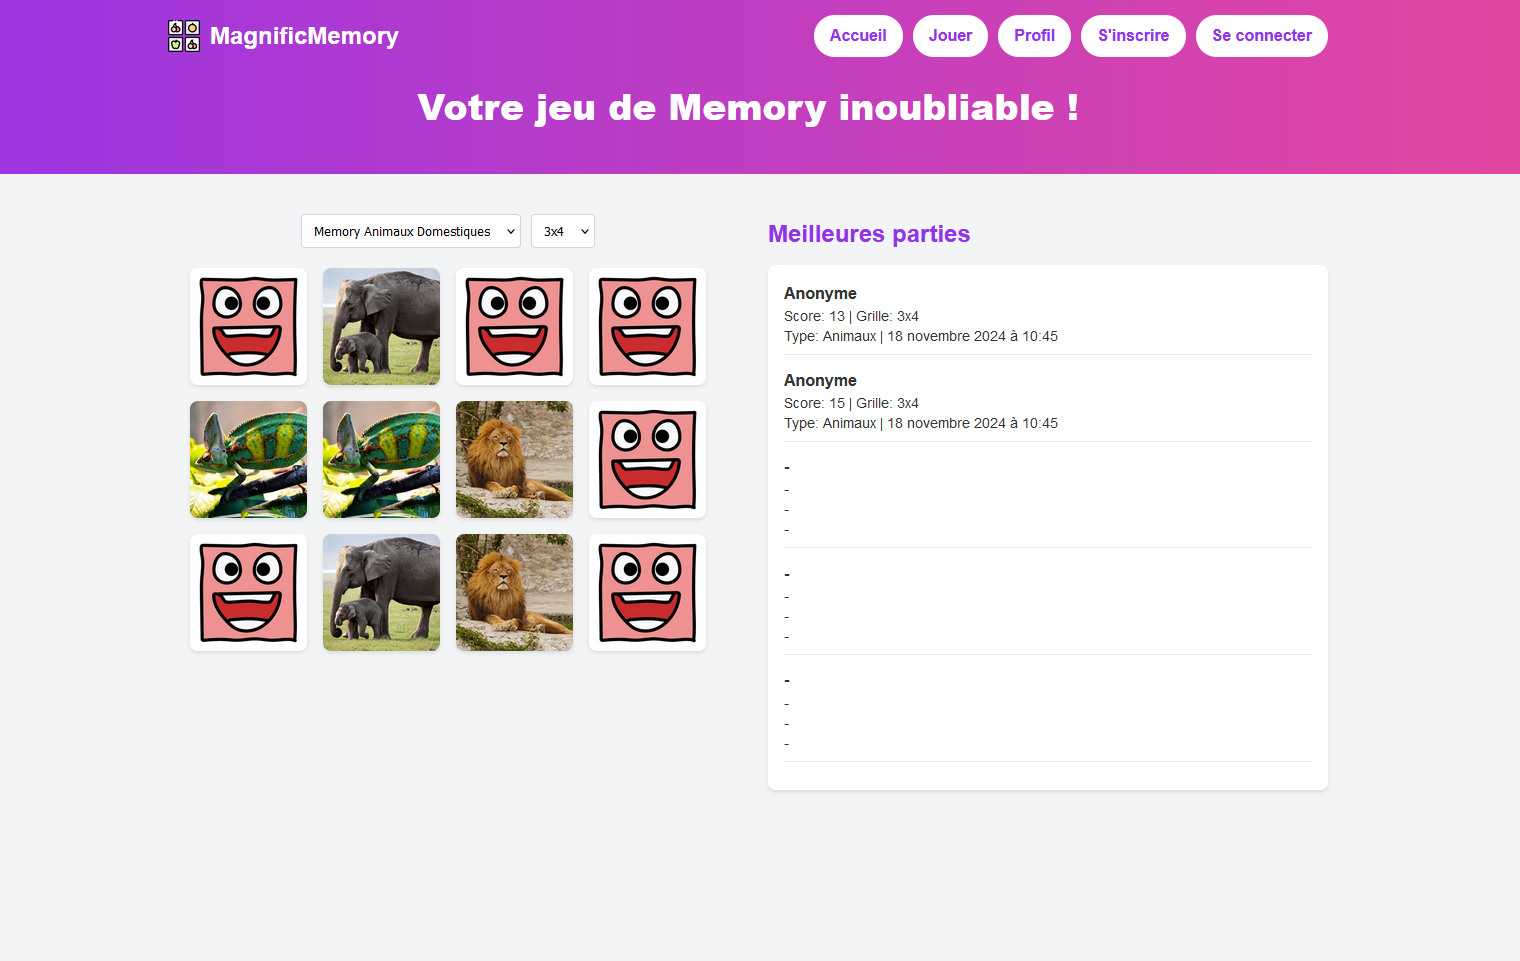 MagnificMemory
Accueil
Jouer
Profil
S'inscrire
Se connecter
Votre jeu de Memory inoubliable !
Memory Animaux Domestiques
3x4
Meilleures parties
Anonyme
Score: 13 | Grille: 3x4
Type: Animaux | 18 novembre 2024 à 10:45
Anonyme
Score: 15 | Grille: 3x4
Type: Animaux | 18 novembre 2024 à 10:45
-
-
-
-
-
-
-
-
-
-
-
-